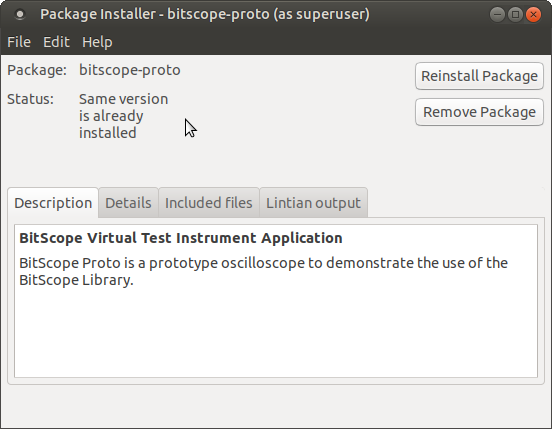 Package Installer - bitscope-proto (as superuser)
File Edit Help
Package: bitscope-proto
Reinstall Package
Status: Same version
is already
installed
Remove Package
Description Details Included files Lintian output
BitScope Virtual Test Instrument Application
BitScope Proto is a prototype oscilloscope to demonstrate the use of the
BitScope Library.